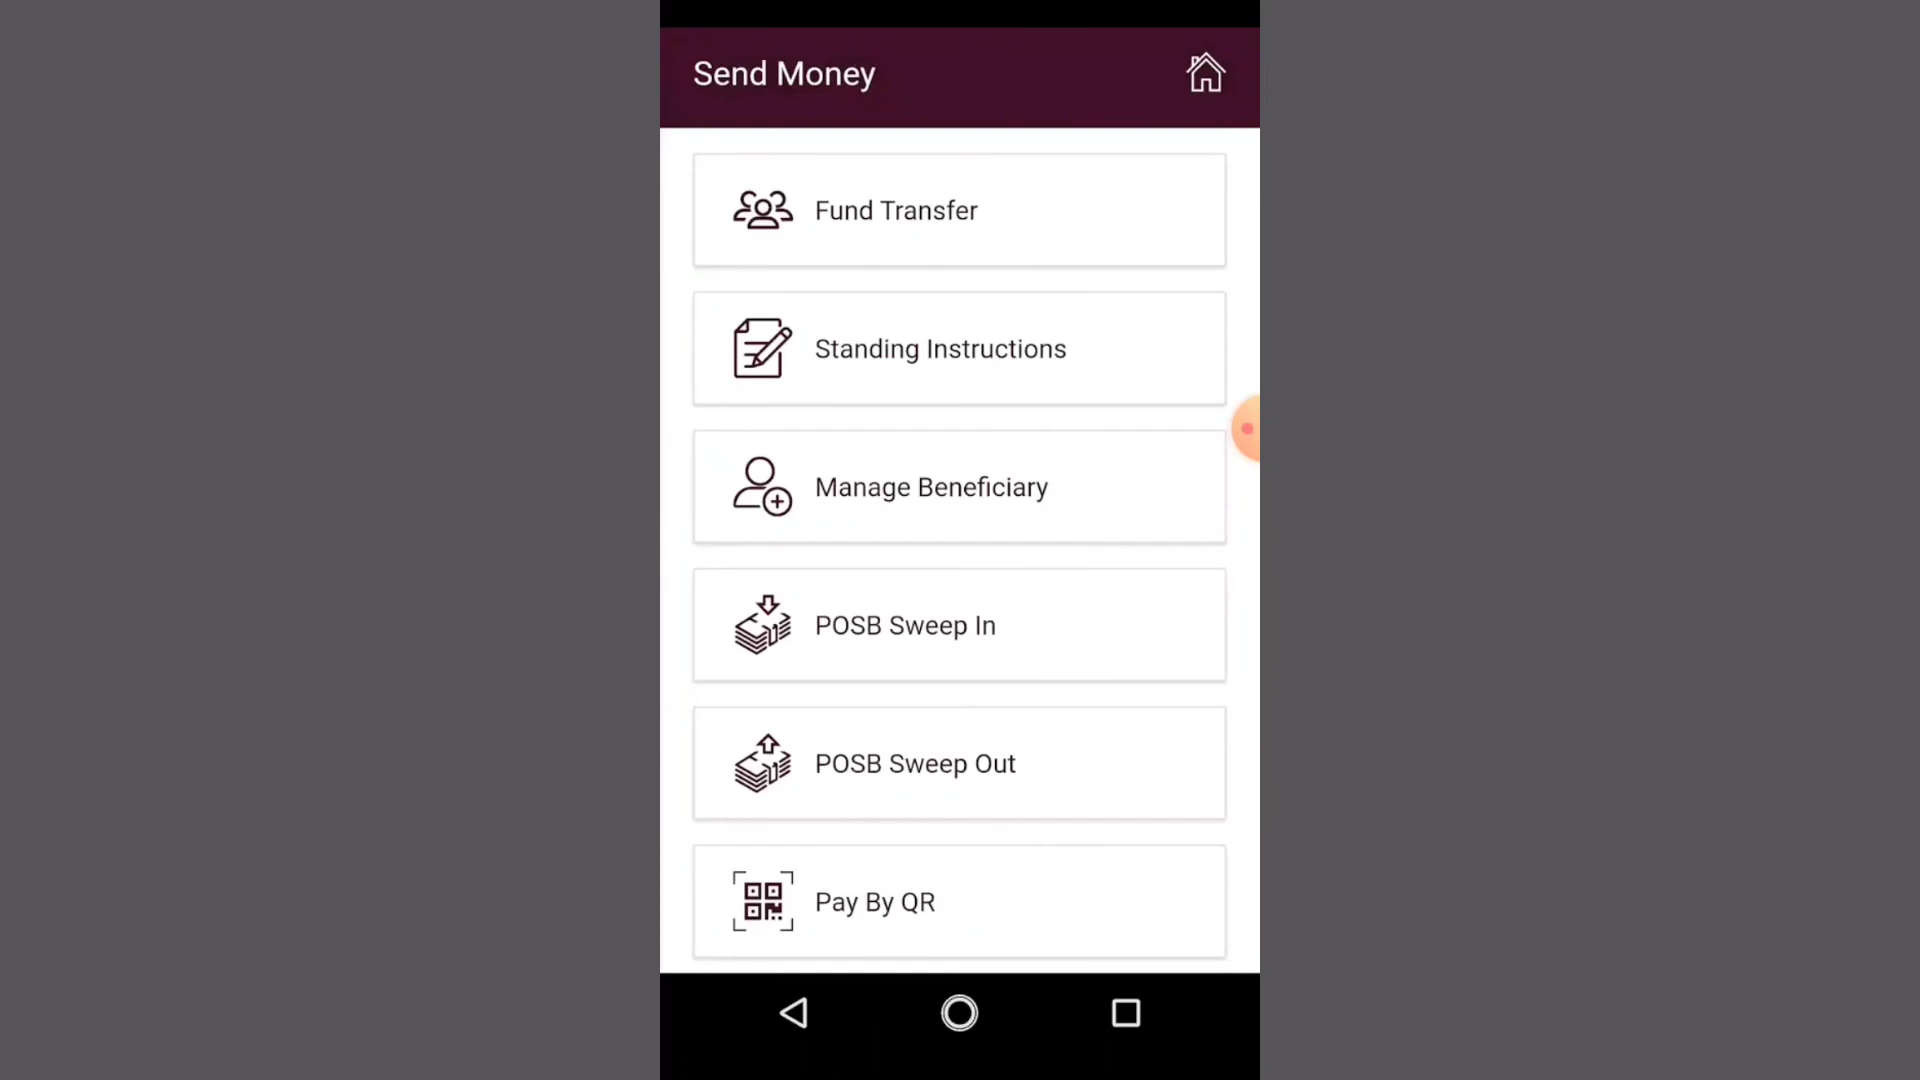 Send Money
Fund Transfer
Standing Instructions
Manage Beneficiary
POSB Sweep In
POSB Sweep Out
Pay By QR